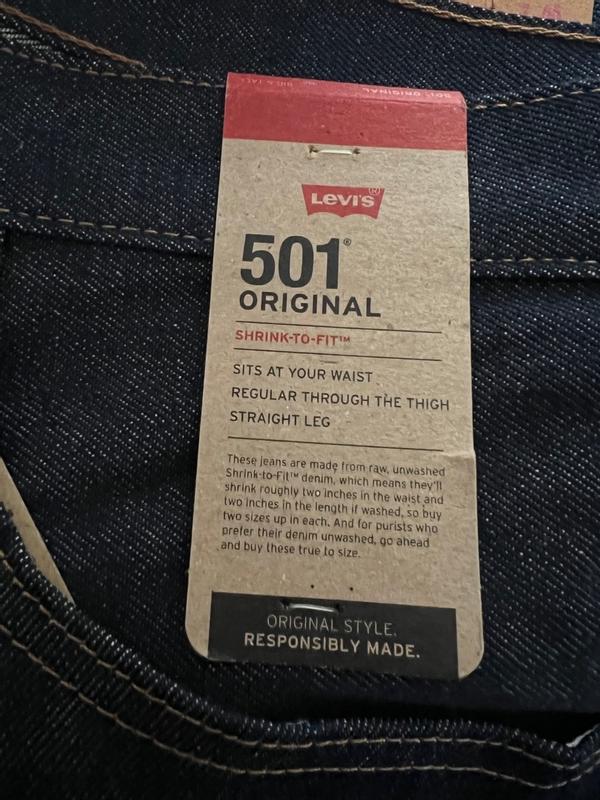 501 ORIGINAL
LEVI'S®
501®
ORIGINAL
SHRINK-TO-FIT™
SITS AT YOUR WAIST
REGULAR THROUGH THE THIGH
STRAIGHT LEG
These jeans are made from raw, unwashed
Shrink-to-Fit™ denim, which means they'll
shrink roughly two inches in the waist and
two inches in the length if washed, so buy
two sizes up in each. And for purists who
prefer their denim unwashed, go ahead
and buy these true to size.
ORIGINAL STYLE.
RESPONSIBLY MADE.